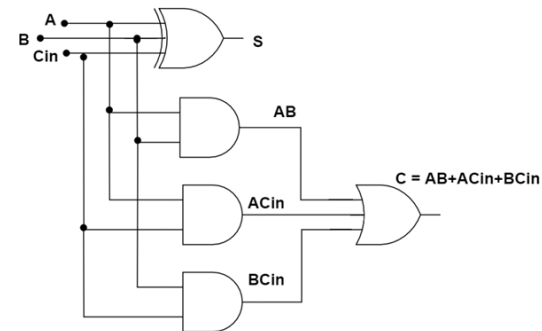 A
B
S
Cin
AB
C = AB+ACin+BCin
ACin
BCin